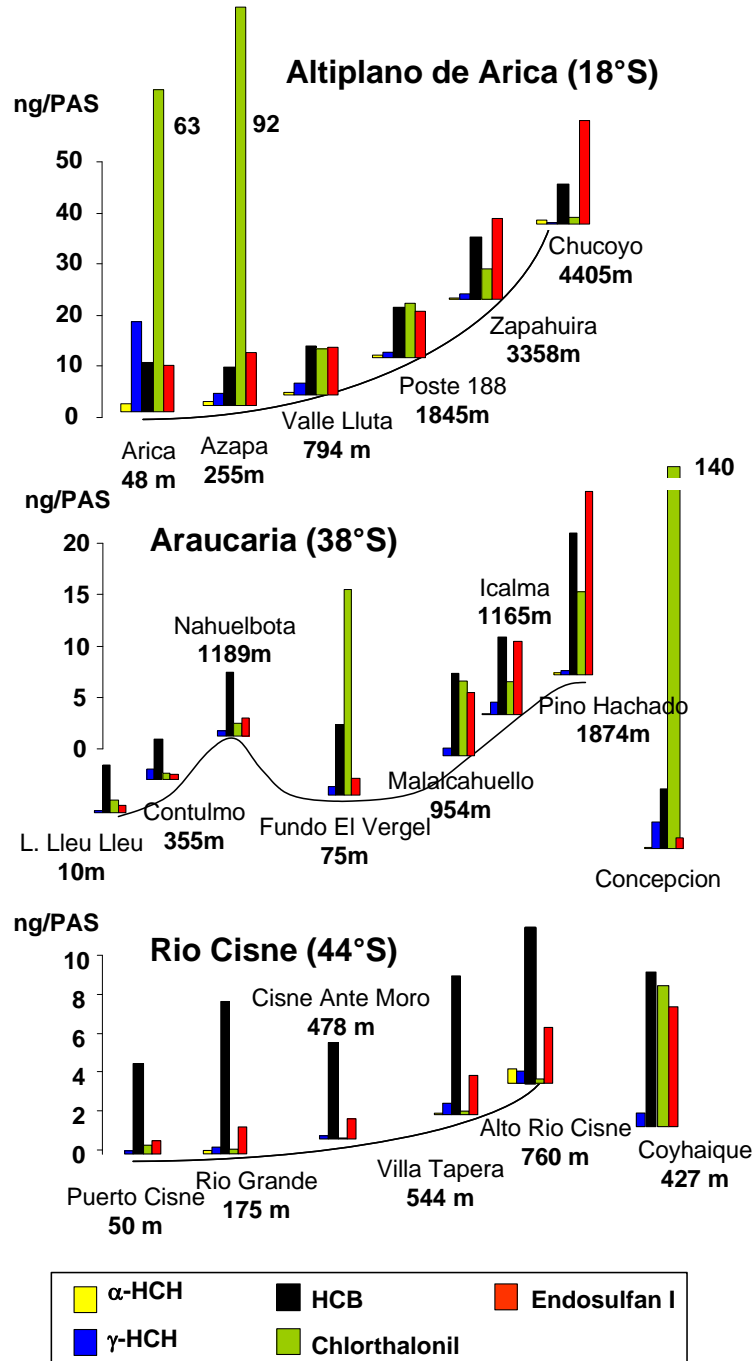 Altiplano de Arica (18°S)
ng/PAS
63
92
50
40
30
20
10
0
Chucoyo
4405m
Zapahuira
3358m
Poste 188
1845m
Valle Lluta
794 m
Azapa
255m
Arica
48 m
ng/PAS
140
Araucaria (38°S)
20
15
10
5
0
Icalma
1165m
Nahuelbota
1189m
Pino Hachado
1874m
Malalcahuello
954m
Contulmo
355m
Fundo El Vergel
75m
L. Lleu Lleu
10m
Concepcion
ng/PAS
Rio Cisne (44°S)
10
8
6
4
2
0
Cisne Ante Moro
478 m
Alto Rio Cisne
760 m
Coyhaique
427 m
Villa Tapera
544 m
Rio Grande
175 m
Puerto Cisne
50 m
α-HCH
HCB
Endosulfan I
γ-HCH
Chlorthalonil